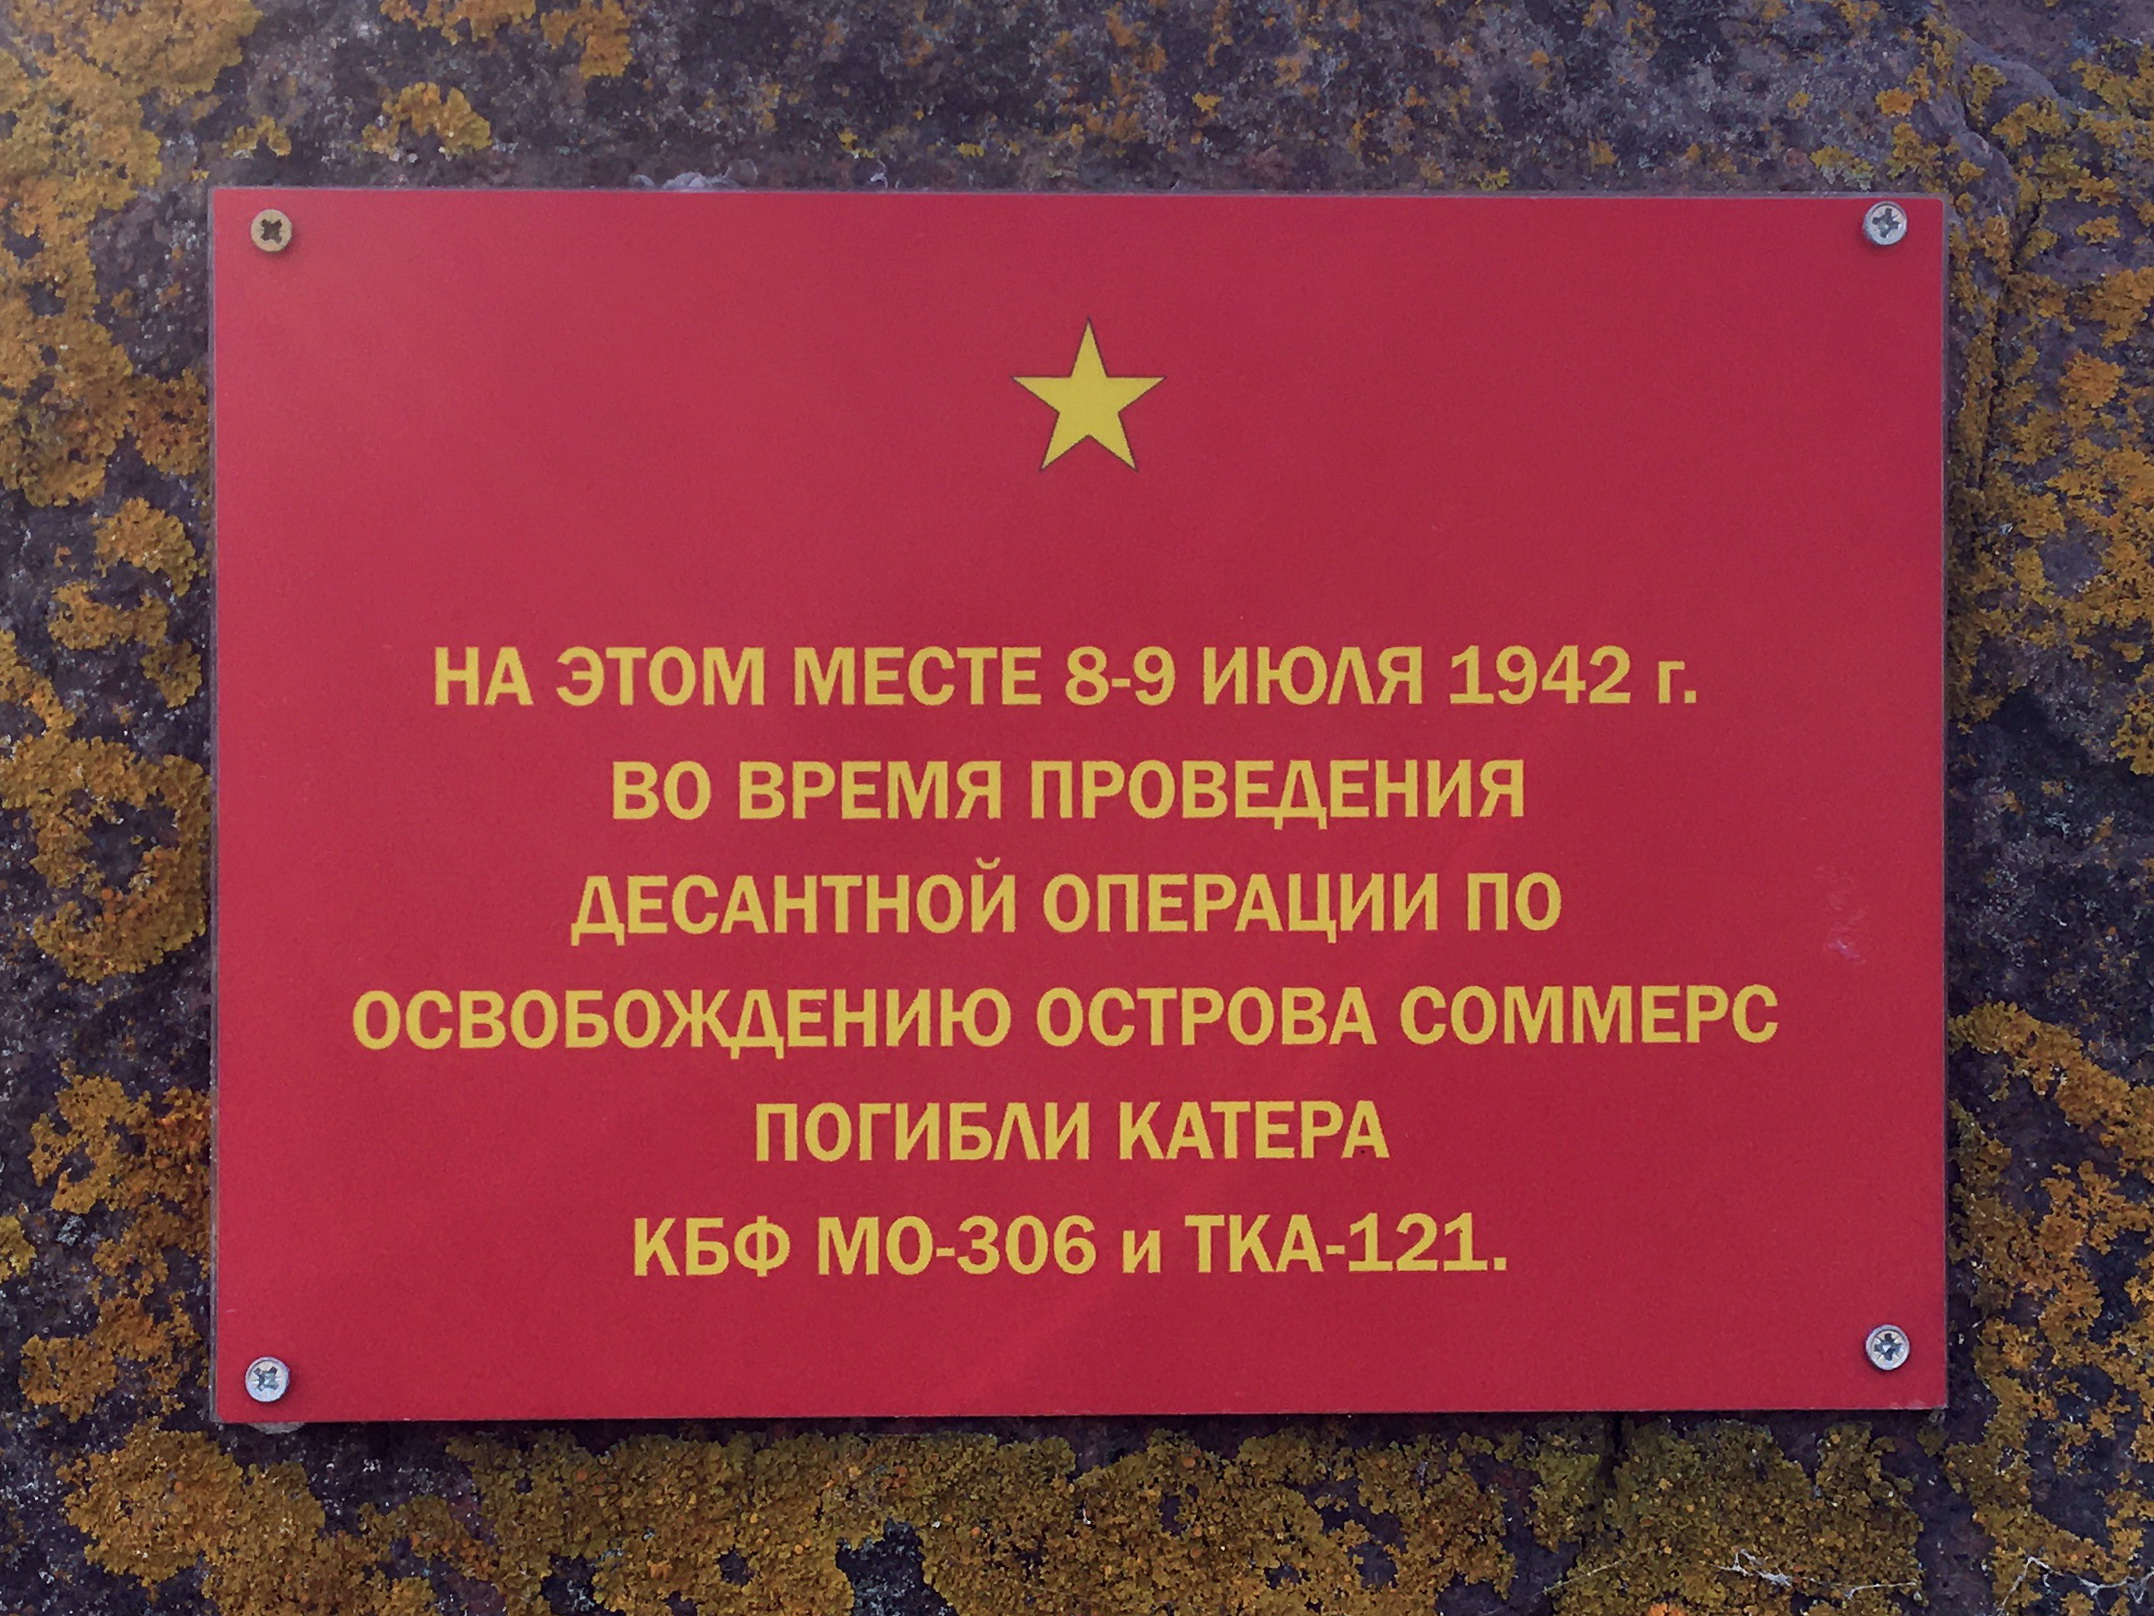 НА ЭТОМ МЕСТЕ 8-9 ИЮЛЯ 1942 г.
ВО ВРЕМЯ ПРОВЕДЕНИЯ
ДЕСАНТНОЙ ОПЕРАЦИИ ПО
ОСВОБОЖДЕНИЮ ОСТРОВА СОММЕРС
ПОГИБЛИ КАТЕРА
КБФ МО-306 и ТКА-121.